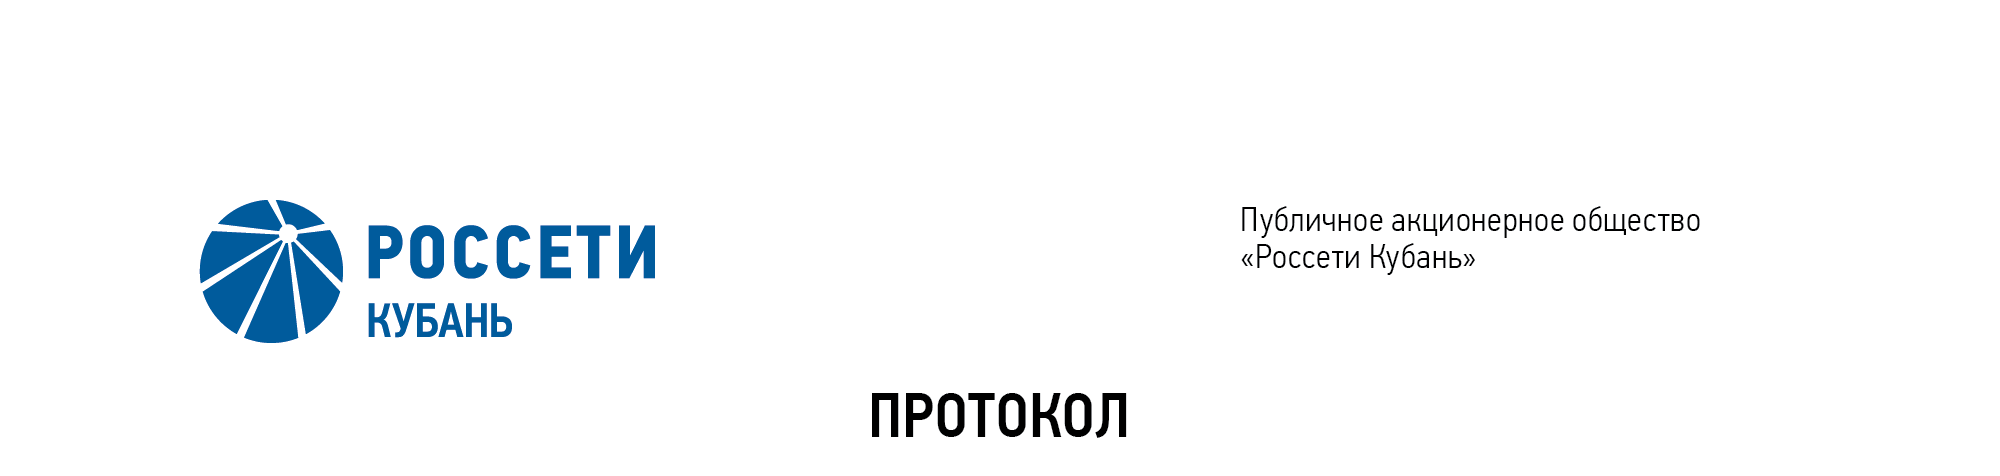 РОССЕТИ
КУБАНЬ
Публичное акционерное общество
«Россети Кубань»
ПРОТОКОЛ